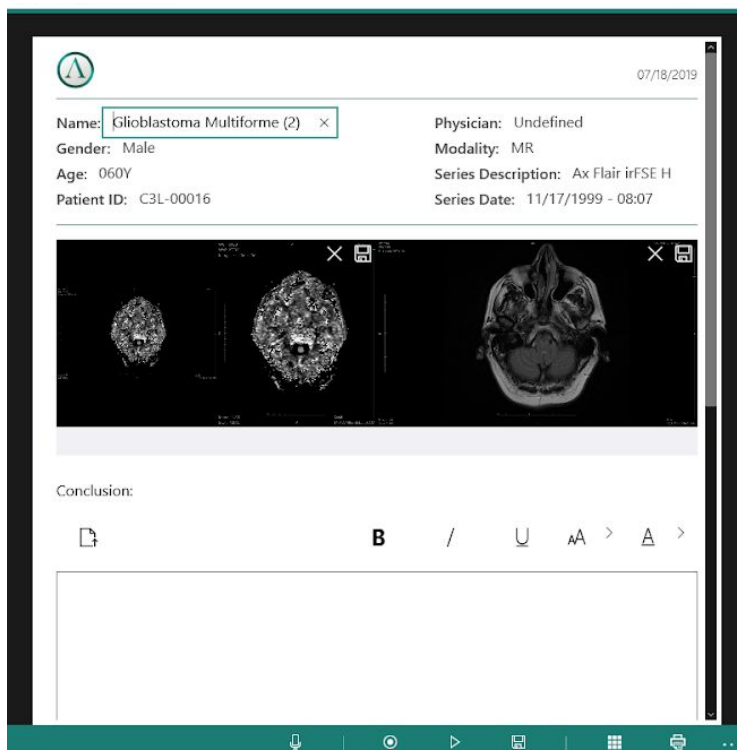 07/18/2019
Name: Glioblastoma Multiforme (2)
Physician: Undefined
Gender: Male
Modality: MR
Age: 060Y
Series Description: Ax Flair irFSE H
Patient ID: C3L-00016
Series Date: 11/17/1999 - 08:07
Conclusion:
B I U AA A